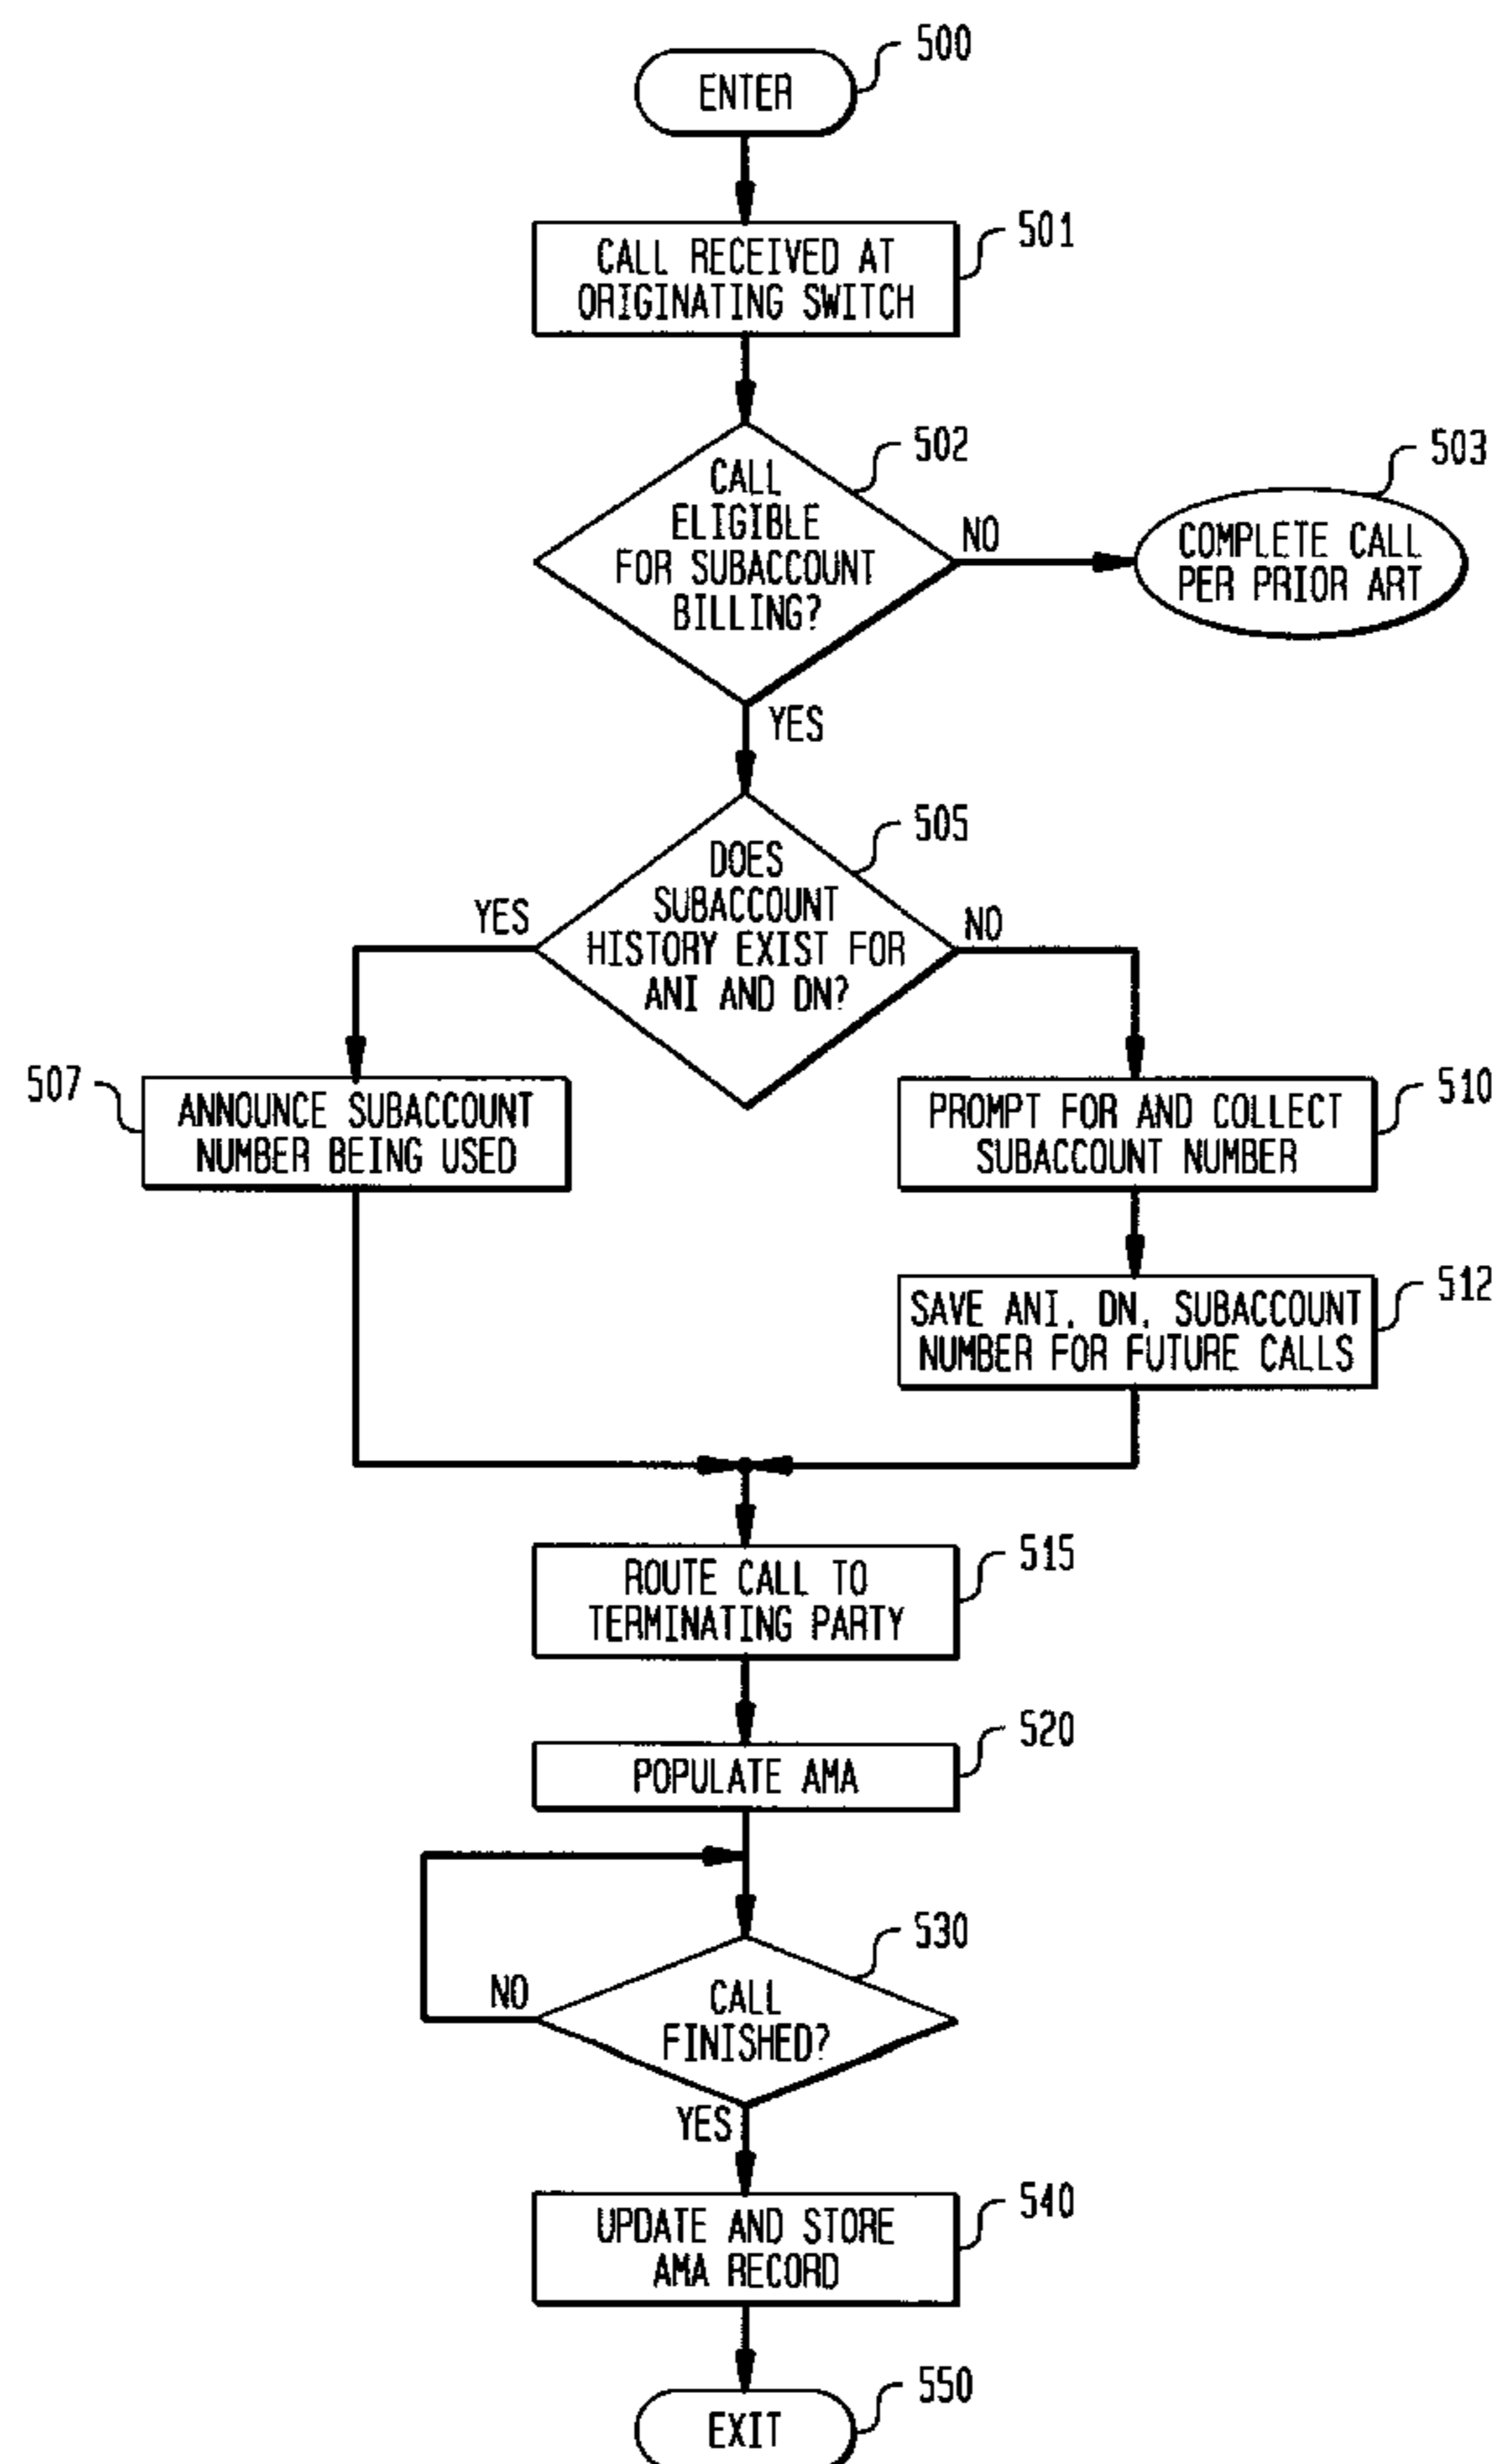 500
ENTER
501
CALL RECEIVED AT
ORIGINATING SWITCH
502
CALL
ELIGIBLE
FOR SUBACCOUNT
BILLING?
NO
503
COMPLETE CALL
PER PRIOR ART
YES
505
DOES
SUBACCOUNT
HISTORY EXIST FOR
ANI AND DN?
YES
NO
507
ANNOUNCE SUBACCOUNT
NUMBER BEING USED
510
PROMPT FOR AND COLLECT
SUBACCOUNT NUMBER
512
SAVE ANI, DN, SUBACCOUNT
NUMBER FOR FUTURE CALLS
515
ROUTE CALL TO
TERMINATING PARTY
520
POPULATE AMA
530
CALL
FINISHED?
NO
YES
540
UPDATE AND STORE
AMA RECORD
550
EXIT